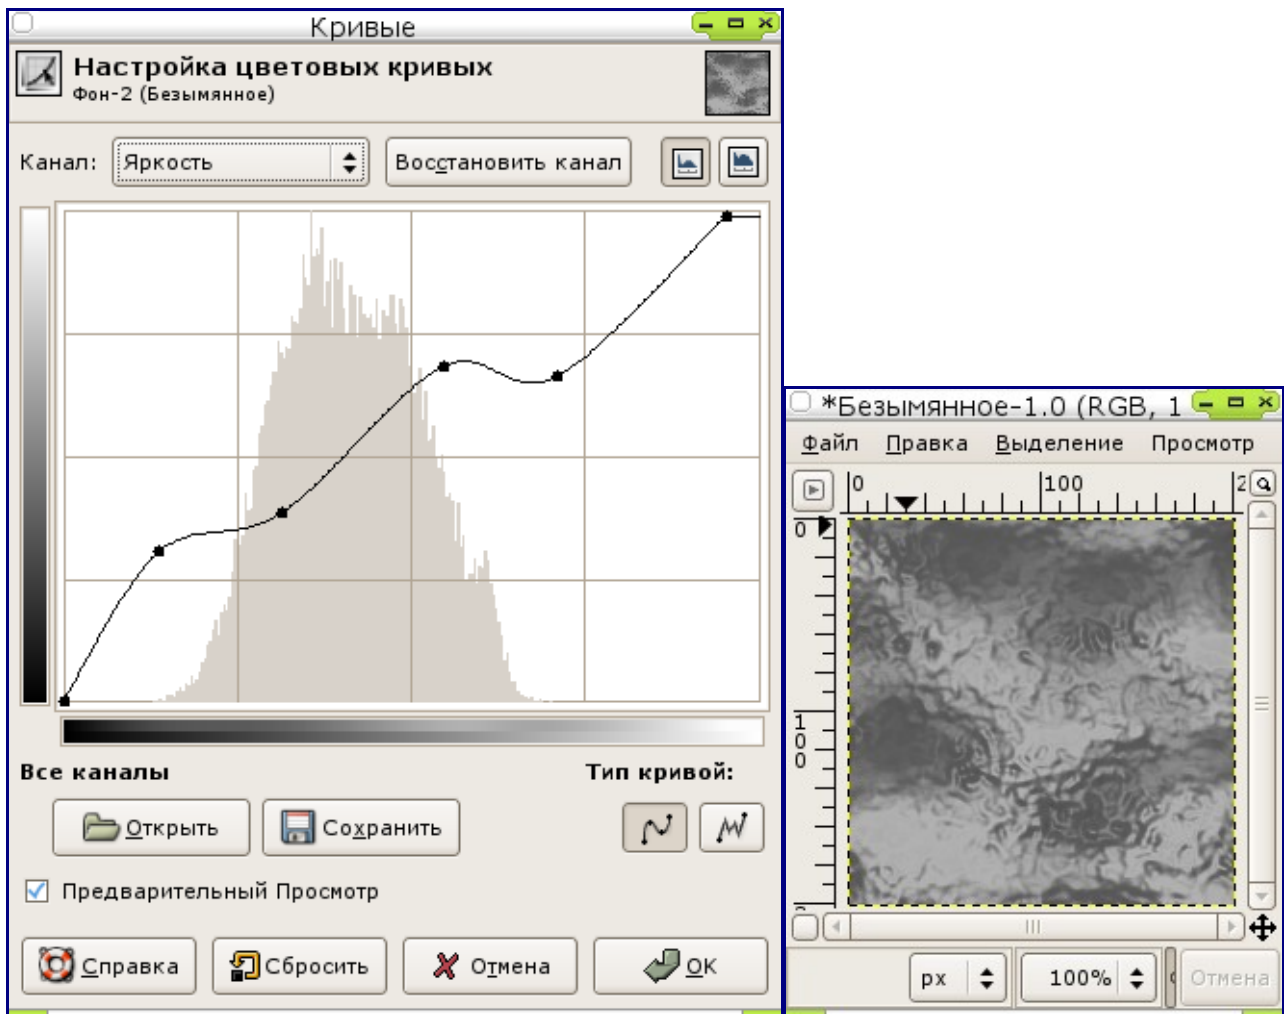 Кривые
Настройка цветовых кривых
Фон-2 (Безымянное)
Канал: Яркость Восстановить канал
Все каналы Тип кривой:
Открыть Сохранить
Предварительный Просмотр
Справка Сбросить Отмена OK
*Безымянное-1.0 (RGB, 1
Файл Правка Выделение Просмотр
0 100 2
0
100
px 100% Отмена